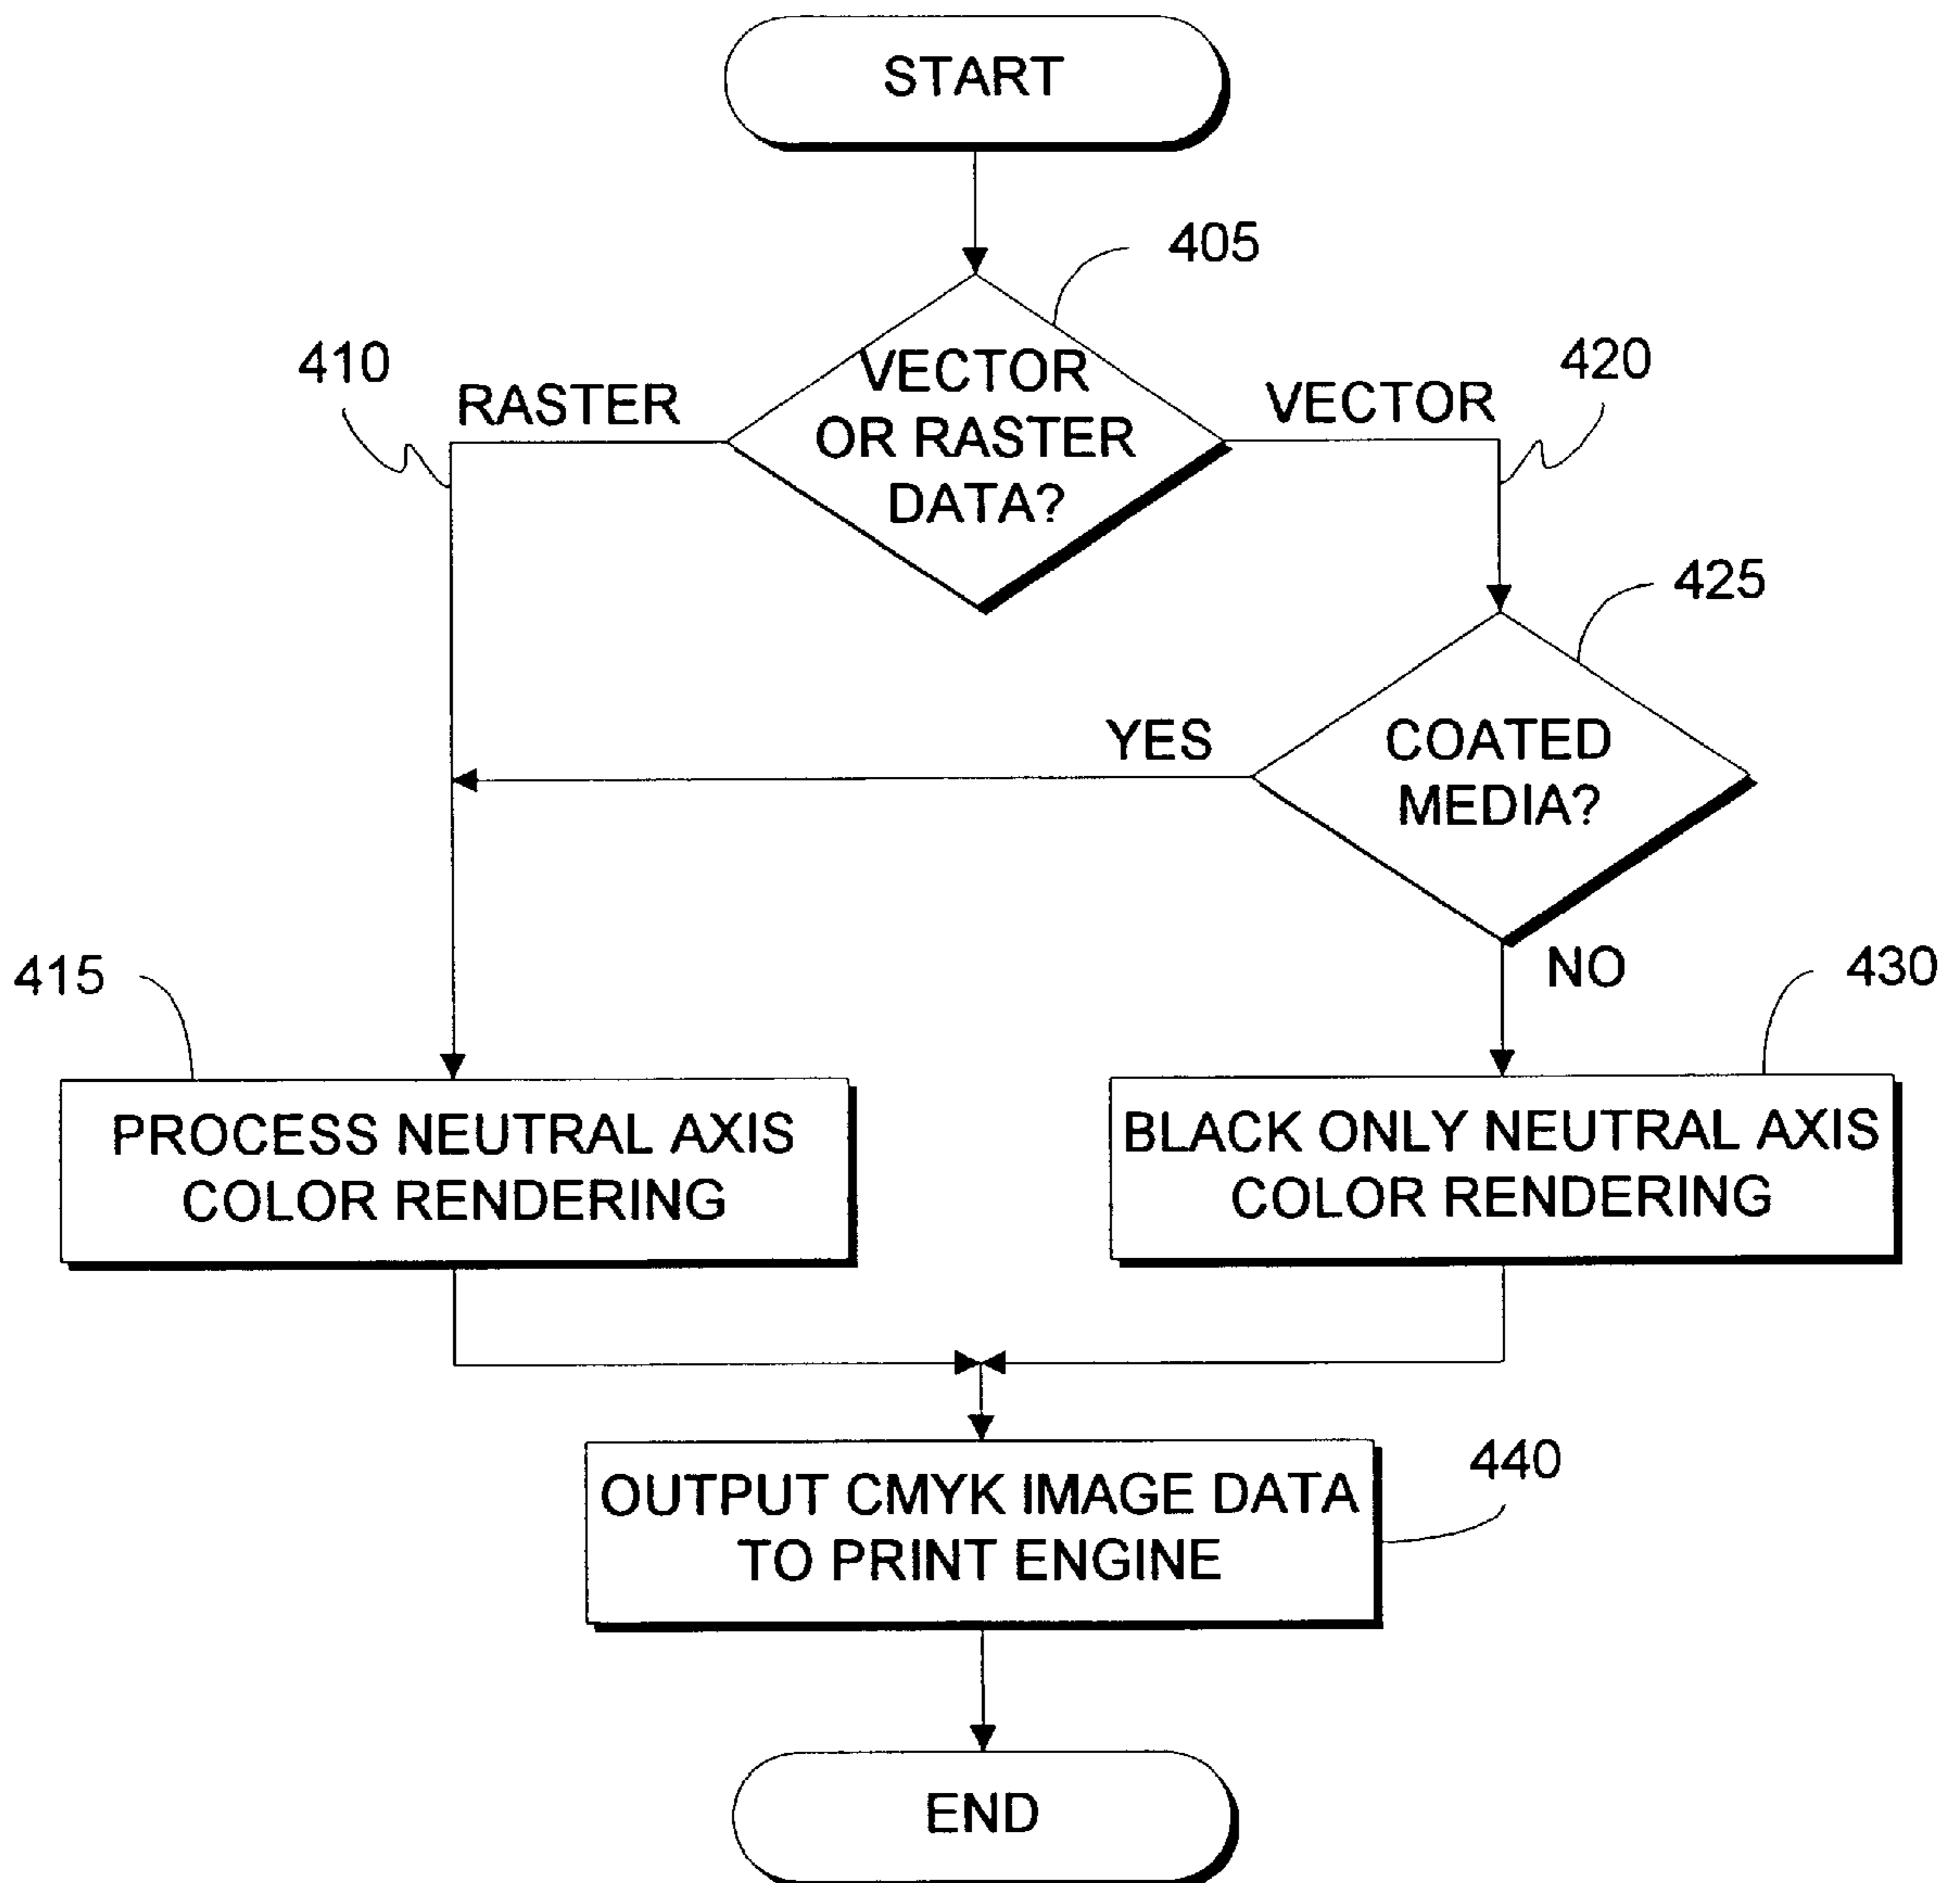 START
405
410
RASTER
VECTOR
OR RASTER
DATA?
VECTOR
420
425
YES
COATED
MEDIA?
NO
415
430
PROCESS NEUTRAL AXIS
COLOR RENDERING
BLACK ONLY NEUTRAL AXIS
COLOR RENDERING
OUTPUT CMYK IMAGE DATA
TO PRINT ENGINE
440
END